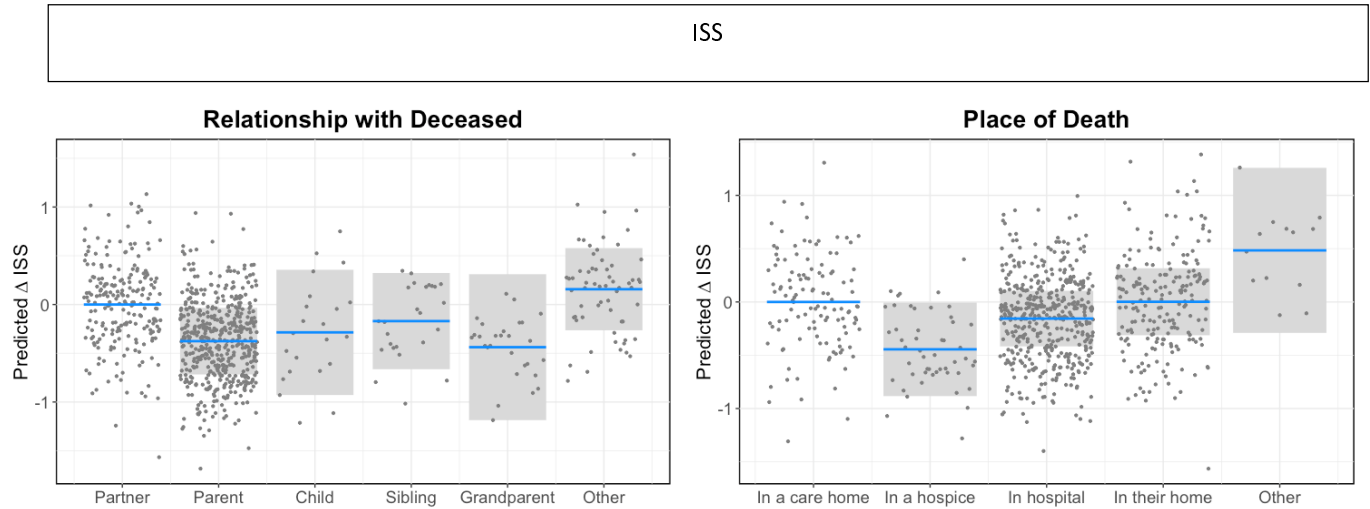 ISS
Relationship with Deceased
Predicted Δ ISS
1
0
-1
Partner Parent Child Sibling Grandparent Other
Place of Death
Predicted Δ ISS
1
0
-1
In a care home In a hospice In hospital In their home Other